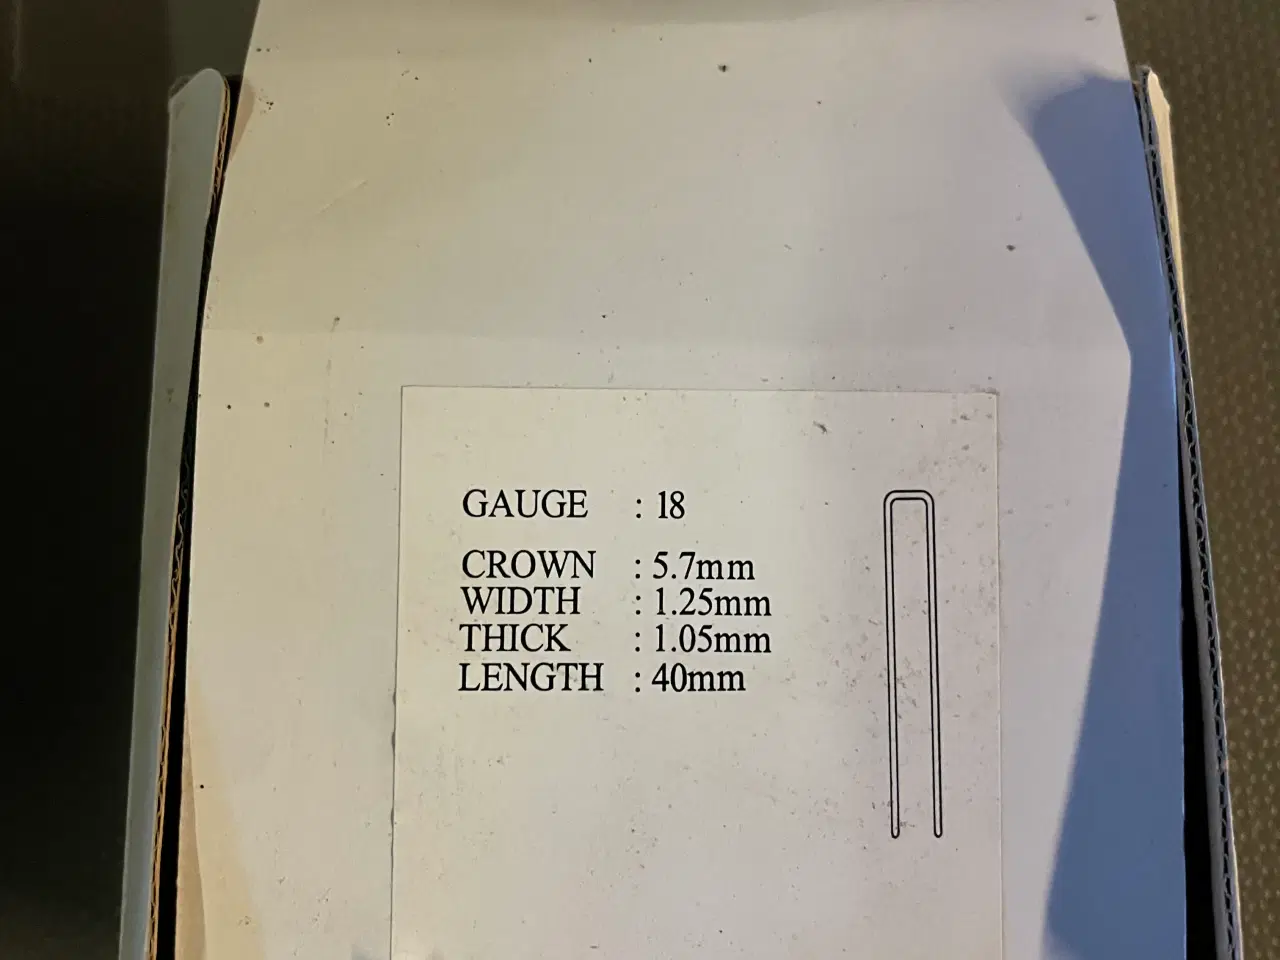 GAUGE : 18
CROWN : 5.7mm
WIDTH : 1.25mm
THICK : 1.05mm
LENGTH : 40mm